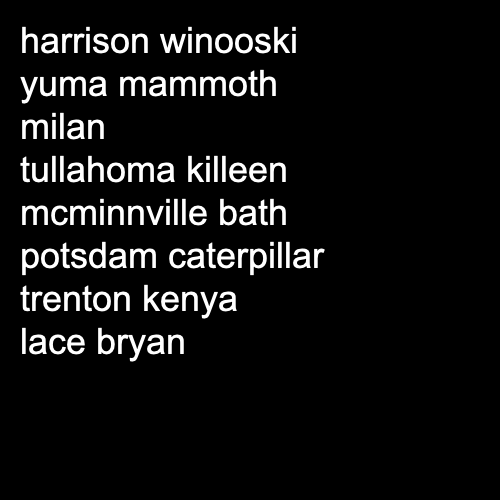 harrison winooski
yuma mammoth
milan
tullahoma killeen
mcminnville bath
potsdam caterpillar
trenton kenya
lace bryan